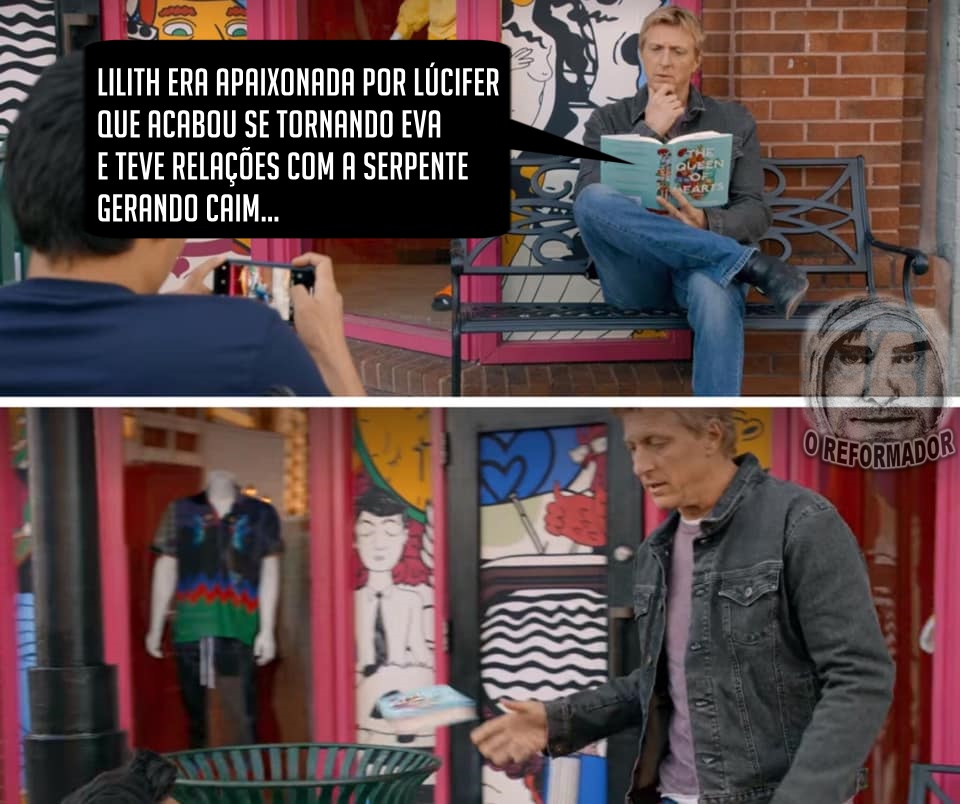 LILITH ERA APAIXONADA POR LÚCIFER
QUE ACABOU SE TORNANDO EVA
E TEVE RELAÇÕES COM A SERPENTE
GERANDO CAIM...
THE
QUEEN
OF
HEARTS
O REFORMADOR